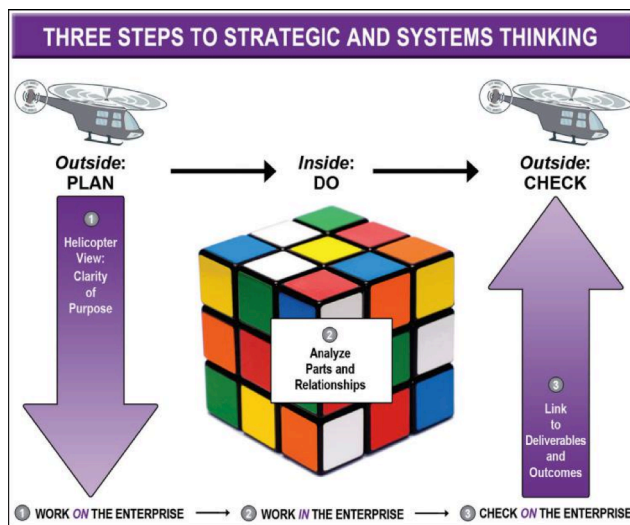 THREE STEPS TO STRATEGIC AND SYSTEMS THINKING
Outside:
PLAN
Inside:
DO
Outside:
CHECK
1
Helicopter
View:
Clarity
of
Purpose
2
Analyze
Parts and
Relationships
3
Link
to
Deliverables
and
Outcomes
1 WORK ON THE ENTERPRISE
2 WORK IN THE ENTERPRISE
3 CHECK ON THE ENTERPRISE